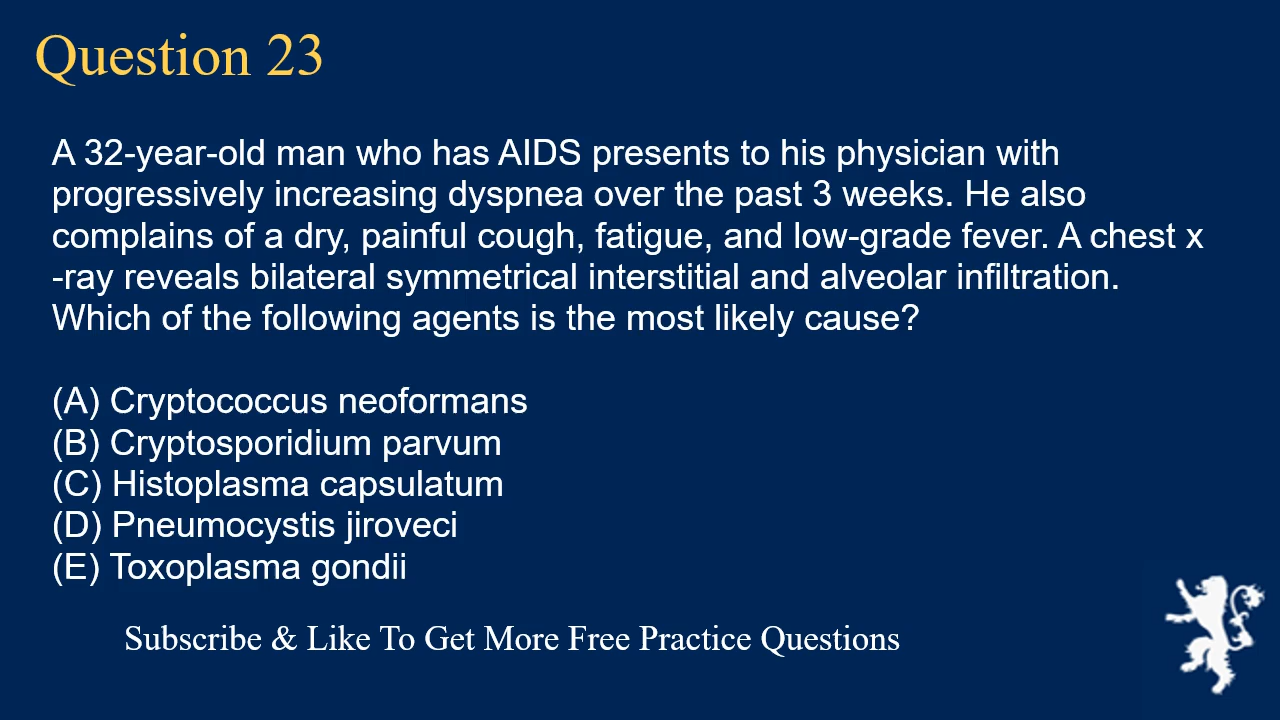 Question 23
A 32-year-old man who has AIDS presents to his physician with
progressively increasing dyspnea over the past 3 weeks. He also
complains of a dry, painful cough, fatigue, and low-grade fever. A chest x
-ray reveals bilateral symmetrical interstitial and alveolar infiltration.
Which of the following agents is the most likely cause?
(A) Cryptococcus neoformans
(B) Cryptosporidium parvum
(C) Histoplasma capsulatum
(D) Pneumocystis jiroveci
(E) Toxoplasma gondii
Subscribe & Like To Get More Free Practice Questions